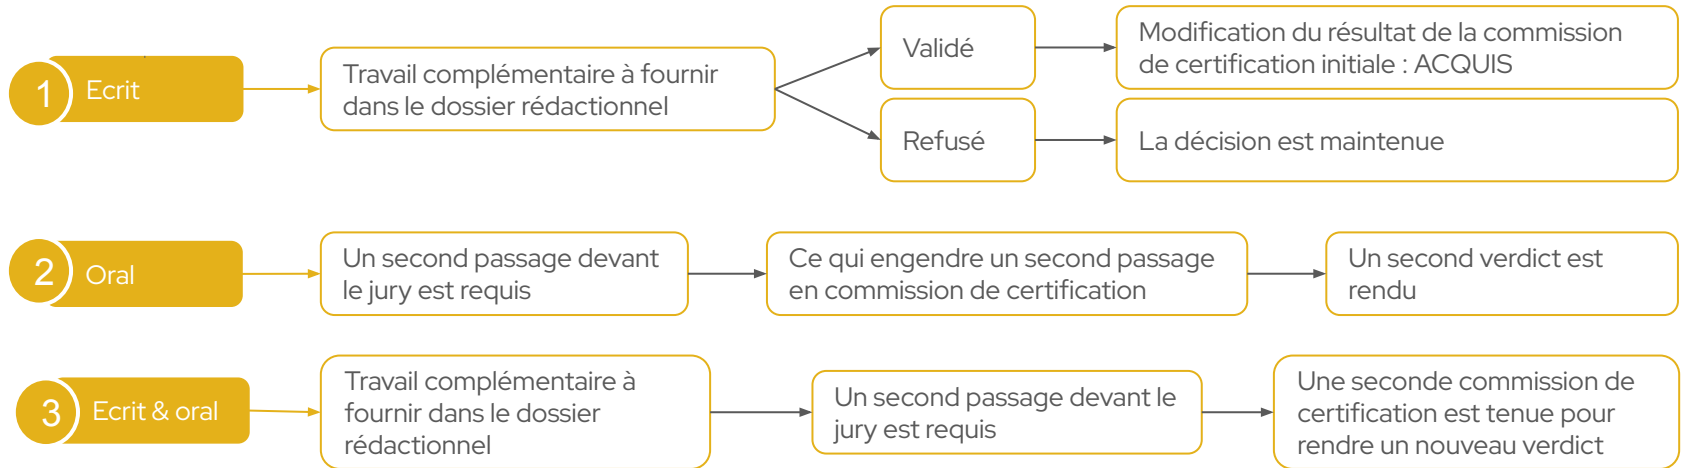 1
Ecrit
Travail complémentaire à fournir
dans le dossier rédactionnel
Validé
Modification du résultat de la commission
de certification initiale : ACQUIS
Refusé
La décision est maintenue
2
Oral
Un second passage devant
le jury est requis
Ce qui engendre un second passage
en commission de certification
Un second verdict est
rendu
3
Ecrit & oral
Travail complémentaire à
fournir dans le dossier
rédactionnel
Un second passage devant le
jury est requis
Une seconde commission de
certification est tenue pour
rendre un nouveau verdict